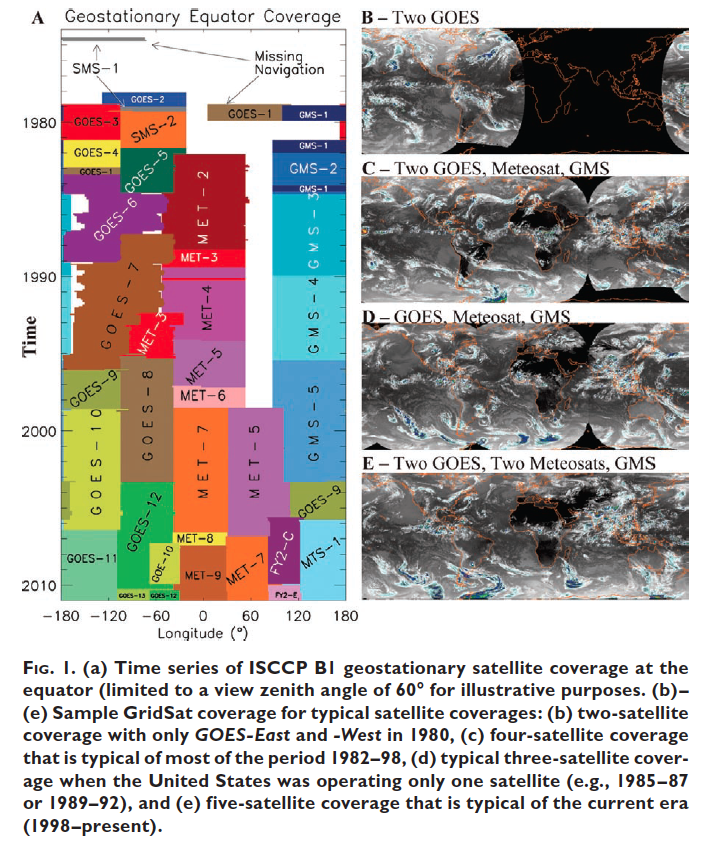 A
Geostationary Equator Coverage
SMS-1
Missing
Navigation
GOES-2
GOES-3
SMS-2
GOES-1
GMS-1
GOES-4
GOES-5
GOES-1
GMS-1
GMS-2
GMS-1
GOES-6
MET-2
GMS-3
MET-3
GOES-7
MET-4
GMS-4
MET-3
MET-5
GOES-9
GOES-8
MET-6
GMS-5
GOES-10
MET-7
MET-5
GOES-12
GOES-9
MET-8
GOES-11
GOE-10
MET-9
MET-7
FY2-C
MTS-1
GOES-13
GOES-12
FY2-E
Time
1980
1990
2000
2010
-180 -120 -60 0 60 120 180
Longitude (°)
B – Two GOES
C – Two GOES, Meteosat, GMS
D – GOES, Meteosat, GMS
E – Two GOES, Two Meteosats, GMS
FIG. 1. (a) Time series of ISCCP B1 geostationary satellite coverage at the
equator (limited to a view zenith angle of 60° for illustrative purposes. (b)–
(e) Sample GridSat coverage for typical satellite coverages: (b) two-satellite
coverage with only GOES-East and -West in 1980, (c) four-satellite coverage
that is typical of most of the period 1982–98, (d) typical three-satellite cover-
age when the United States was operating only one satellite (e.g., 1985–87
or 1989–92), and (e) five-satellite coverage that is typical of the current era
(1998–present).